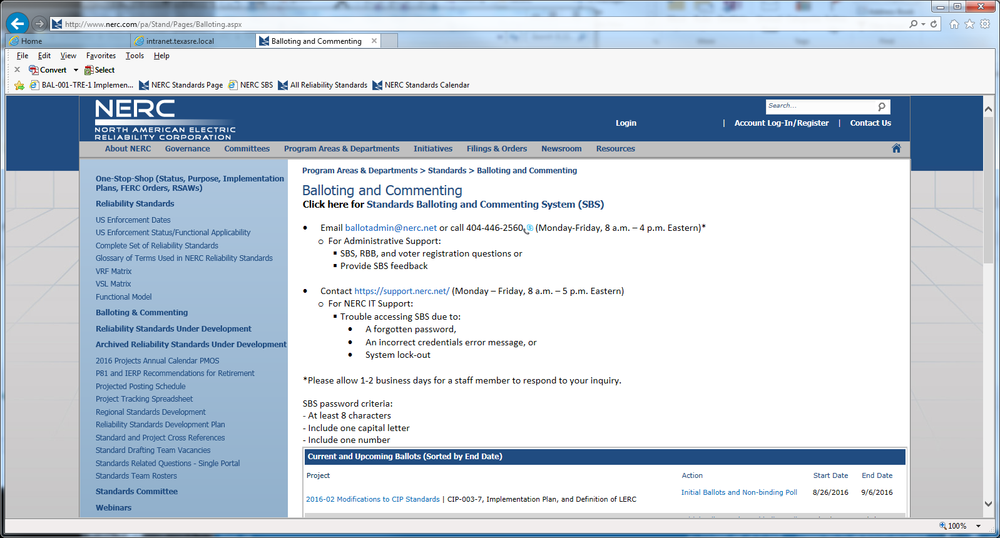 http://www.nerc.com/pa/Stand/Pages/Balloting.aspx
Home
intranet.texasre.local
Balloting and Commenting
File Edit View Favorites Tools Help
Convert Select
BAL-001-TRE-1 Implemen... NERC Standards Page NERC SBS All Reliability Standards NERC Standards Calendar
NERC
NORTH AMERICAN ELECTRIC
RELIABILITY CORPORATION
Search...
Login | Account Log-In/Register | Contact Us
About NERC Governance Committees Program Areas & Departments Initiatives Filings & Orders Newsroom Resources
One-Stop-Shop (Status, Purpose, Implementation
Plans, FERC Orders, RSAWs)
Reliability Standards
US Enforcement Dates
US Enforcement Status/Functional Applicability
Complete Set of Reliability Standards
Glossary of Terms Used in NERC Reliability Standards
VRF Matrix
VSL Matrix
Functional Model
Balloting & Commenting
Reliability Standards Under Development
Archived Reliability Standards Under Development
2016 Projects Annual Calendar PMOS
P81 and IERP Recommendations for Retirement
Projected Posting Schedule
Project Tracking Spreadsheet
Regional Standards Development
Reliability Standards Development Plan
Standard and Project Cross References
Standard Drafting Team Vacancies
Standards Related Questions - Single Portal
Standards Team Rosters
Standards Committee
Webinars
Program Areas & Departments > Standards > Balloting and Commenting
Balloting and Commenting
Click here for Standards Balloting and Commenting System (SBS)
• Email ballotadmin@nerc.net or call 404-446-2560 (Monday-Friday, 8 a.m. – 4 p.m. Eastern)*
o For Administrative Support:
▪ SBS, RBB, and voter registration questions or
▪ Provide SBS feedback
• Contact https://support.nerc.net/ (Monday – Friday, 8 a.m. – 5 p.m. Eastern)
o For NERC IT Support:
▪ Trouble accessing SBS due to:
• A forgotten password,
• An incorrect credentials error message, or
• System lock-out
*Please allow 1-2 business days for a staff member to respond to your inquiry.
SBS password criteria:
- At least 8 characters
- Include one capital letter
- Include one number
Current and Upcoming Ballots (Sorted by End Date)
Project Action Start Date End Date
2016-02 Modifications to CIP Standards | CIP-003-7, Implementation Plan, and Definition of LERC Initial Ballots and Non-binding Poll 8/26/2016 9/6/2016
100%